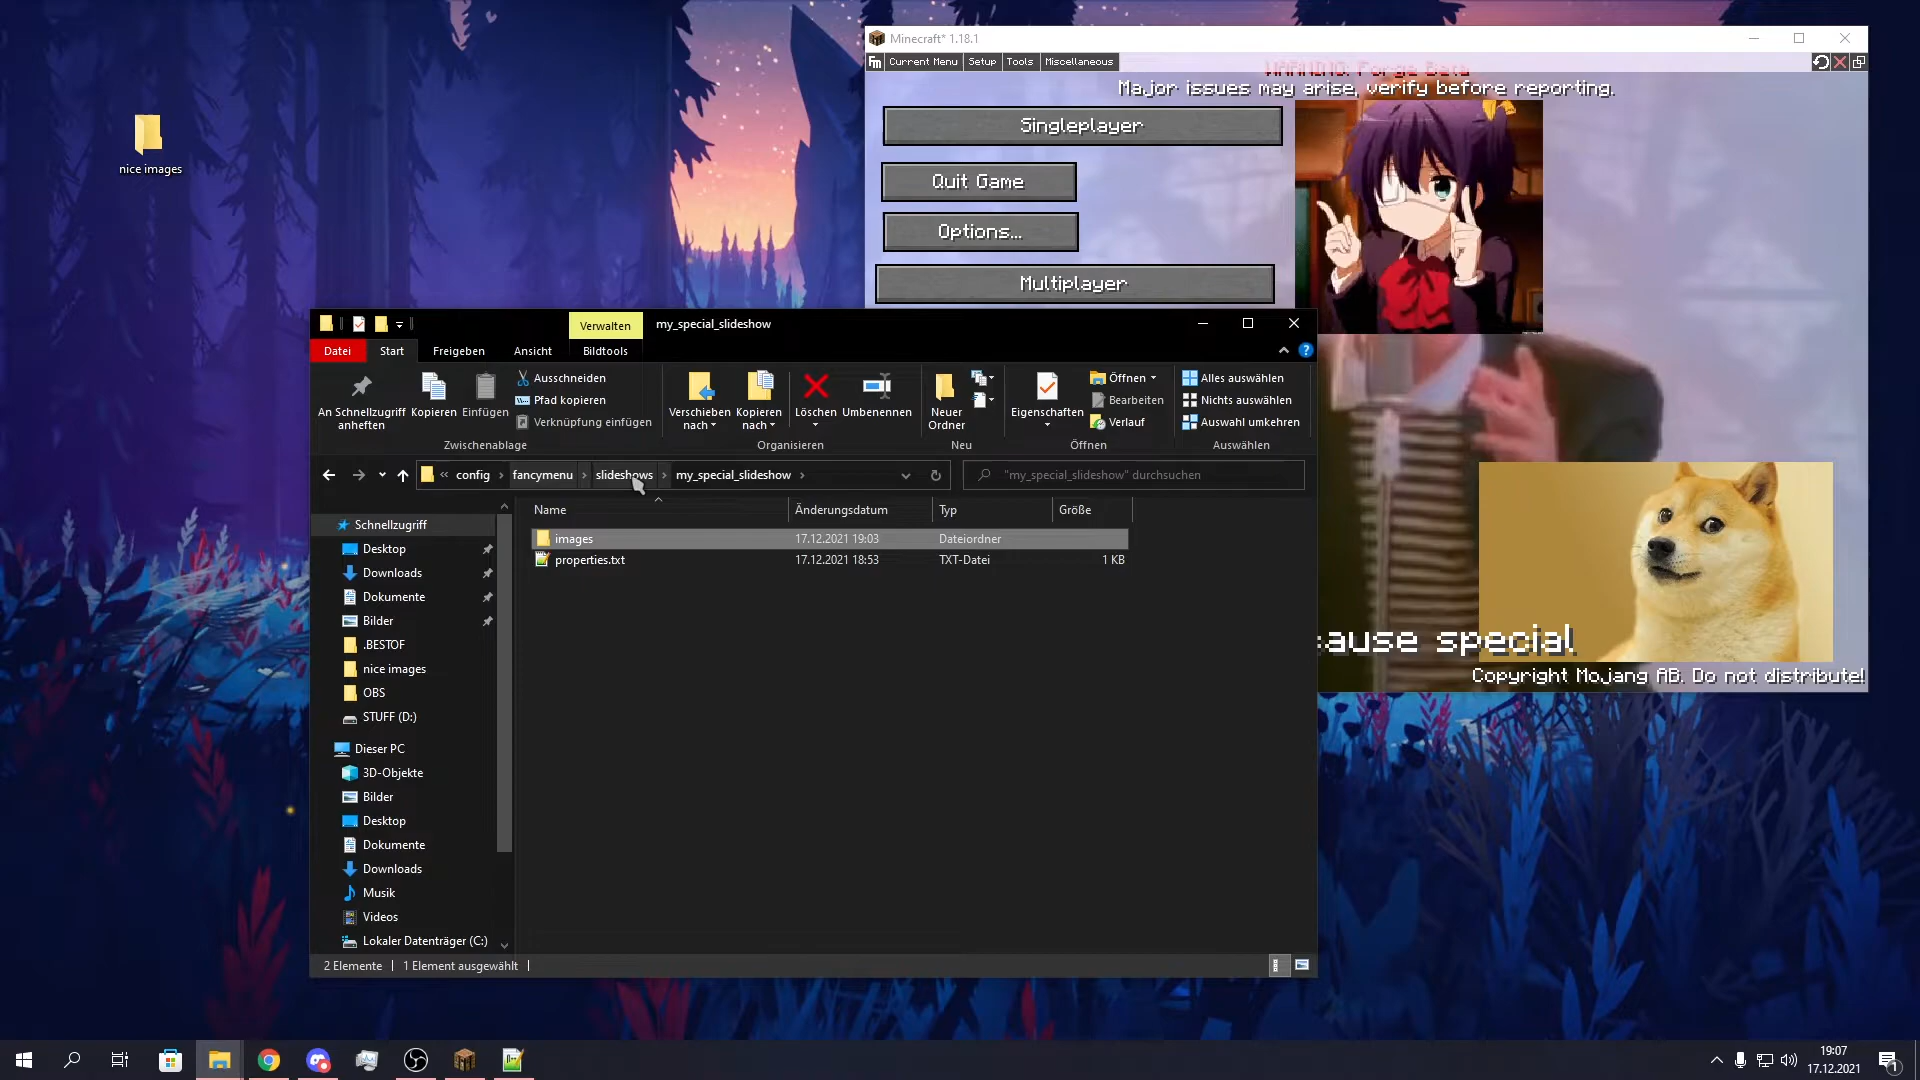 nice images
Minecraft* 1.18.1
Fm Current Menu Setup Tools Miscellaneous
WARNING: Forge Beta
Major issues may arise, verify before reporting.
Singleplayer
Quit Game
Options...
Multiplayer
cause special
Copyright Mojang AB. Do not distribute!
Verwalten my_special_slideshow
Datei Start Freigeben Ansicht Bildtools
An Schnellzugriff anheften
Kopieren
Einfügen
Ausschneiden
Pfad kopieren
Verknüpfung einfügen
Verschieben nach
Kopieren nach
Löschen
Umbenennen
Neuer Ordner
Eigenschaften
Öffnen
Bearbeiten
Verlauf
Alles auswählen
Nichts auswählen
Auswahl umkehren
Zwischenablage Organisieren Neu Öffnen Auswählen
« config › fancymenu › slideshows › my_special_slideshow ›
"my_special_slideshow" durchsuchen
Name Änderungsdatum Typ Größe
images 17.12.2021 19:03 Dateiordner
properties.txt 17.12.2021 18:53 TXT-Datei 1 KB
Schnellzugriff
Desktop
Downloads
Dokumente
Bilder
.BESTOF
nice images
OBS
STUFF (D:)
Dieser PC
3D-Objekte
Bilder
Desktop
Dokumente
Downloads
Musik
Videos
Lokaler Datenträger (C:)
2 Elemente 1 Element ausgewählt
19:07
17.12.2021
1